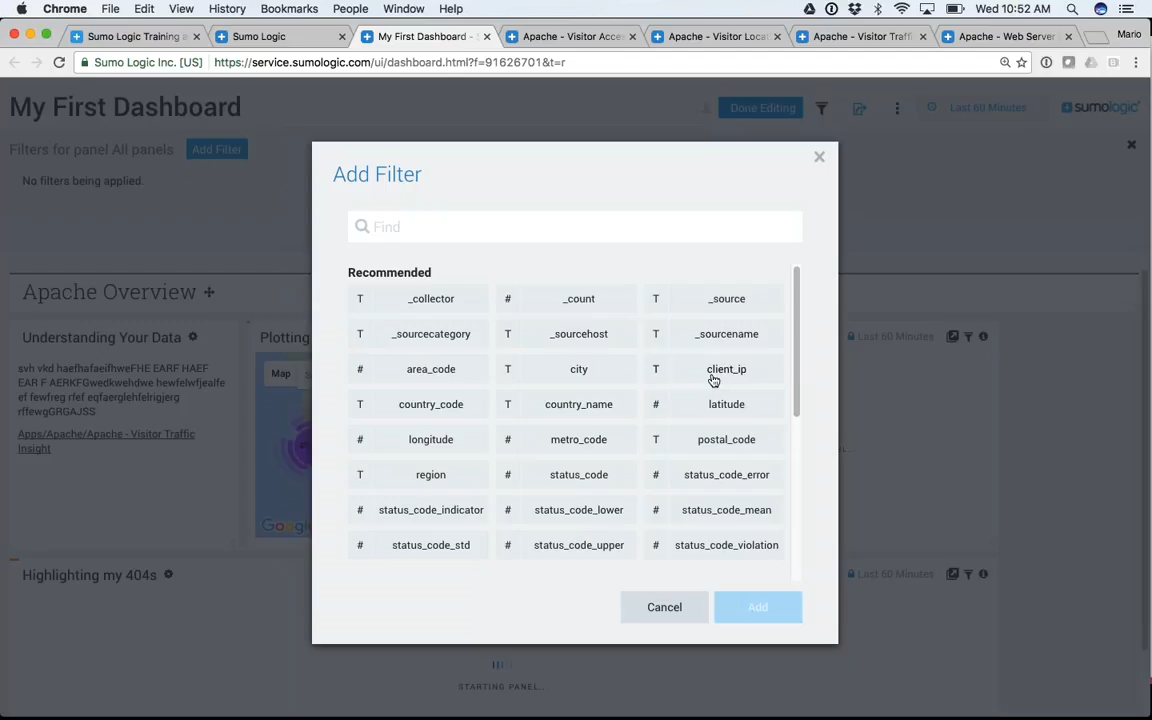 Chrome File Edit View History Bookmarks People Window Help Wed 10:52 AM
Sumo Logic Training a
Sumo Logic
My First Dashboard - S
Apache - Visitor Acces
Apache - Visitor Locat
Apache - Visitor Traffi
Apache - Web Server
Mario
Sumo Logic Inc. [US] https://service.sumologic.com/ui/dashboard.html?f=91626701&t=r
My First Dashboard
Done Editing
Last 60 Minutes
sumologic
Filters for panel All panels
Add Filter
No filters being applied.
Add Filter
Find
Recommended
T _collector # _count T _source
T _sourcecategory T _sourcehost T _sourcename
# area_code T city T client_ip
T country_code T country_name # latitude
# longitude # metro_code T postal_code
T region # status_code # status_code_error
# status_code_indicator # status_code_lower # status_code_mean
# status_code_std # status_code_upper # status_code_violation
Cancel
Add
Apache Overview
Understanding Your Data
Plotting
Last 60 Minutes
svh vkd haefhafaeifhweFHE EARF HAEF
EAR F AERKFGwedkwehdwe hewfelwfjealfe
ef fewfreg rfef eqfaerglehfelrigjerg
rffewgGRGAJSS
Apps/Apache/Apache - Visitor Traffic
Insight
Map
Google
Highlighting my 404s
Last 60 Minutes
STARTING PANEL..